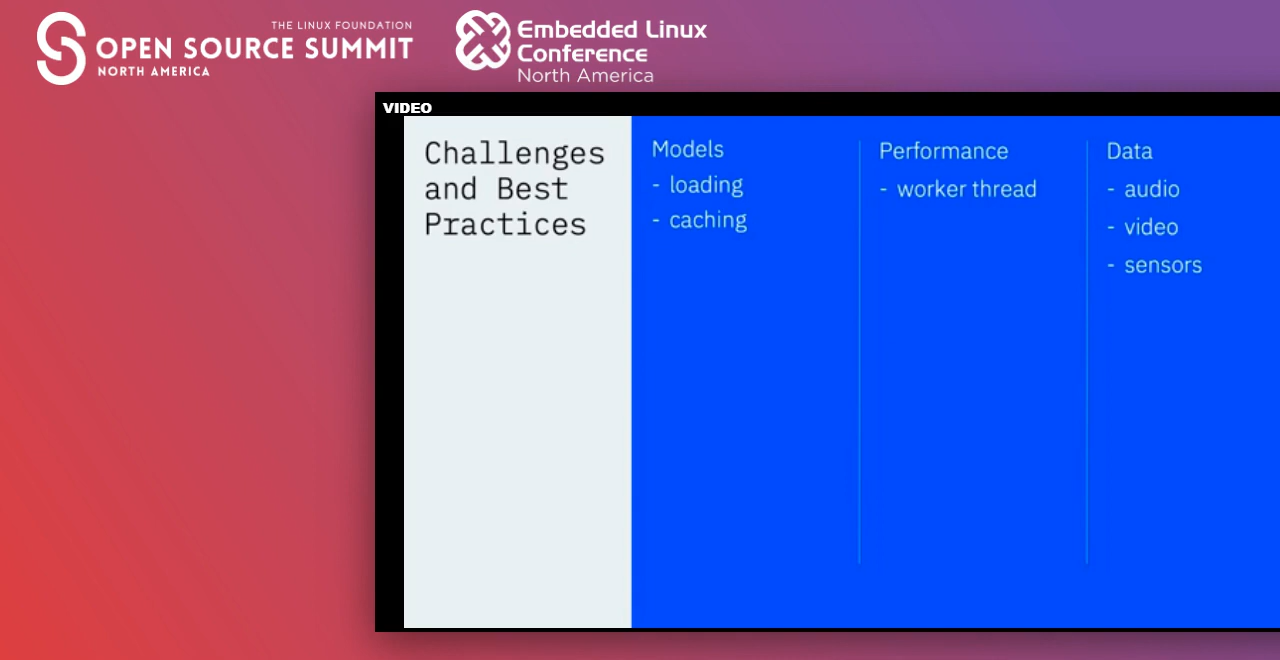 THE LINUX FOUNDATION
OPEN SOURCE SUMMIT
NORTH AMERICA
Embedded Linux
Conference
North America
VIDEO
Challenges
and Best
Practices
Models
- loading
- caching
Performance
- worker thread
Data
- audio
- video
- sensors